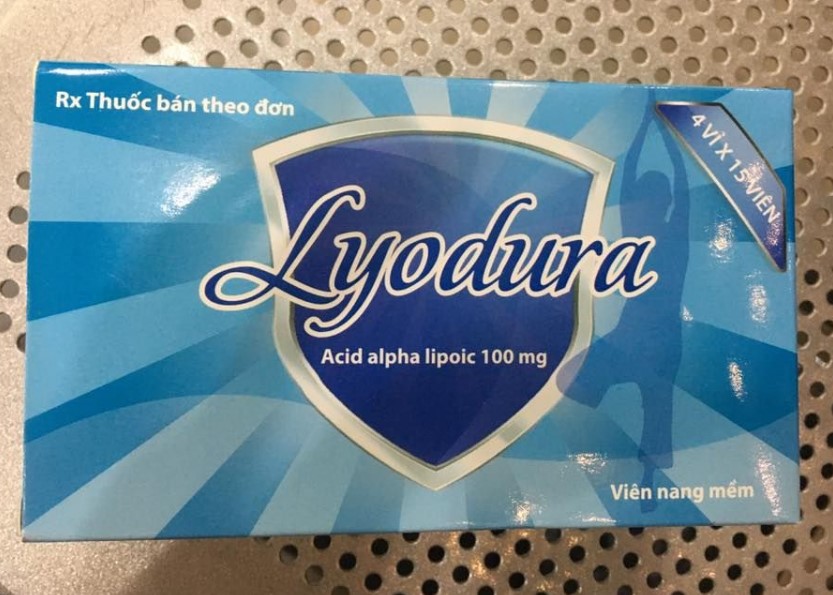 Rx Thuốc bán theo đơn
4 VỈ X 15 VIÊN
Lyodura
Acid alpha lipoic 100 mg
Viên nang mềm